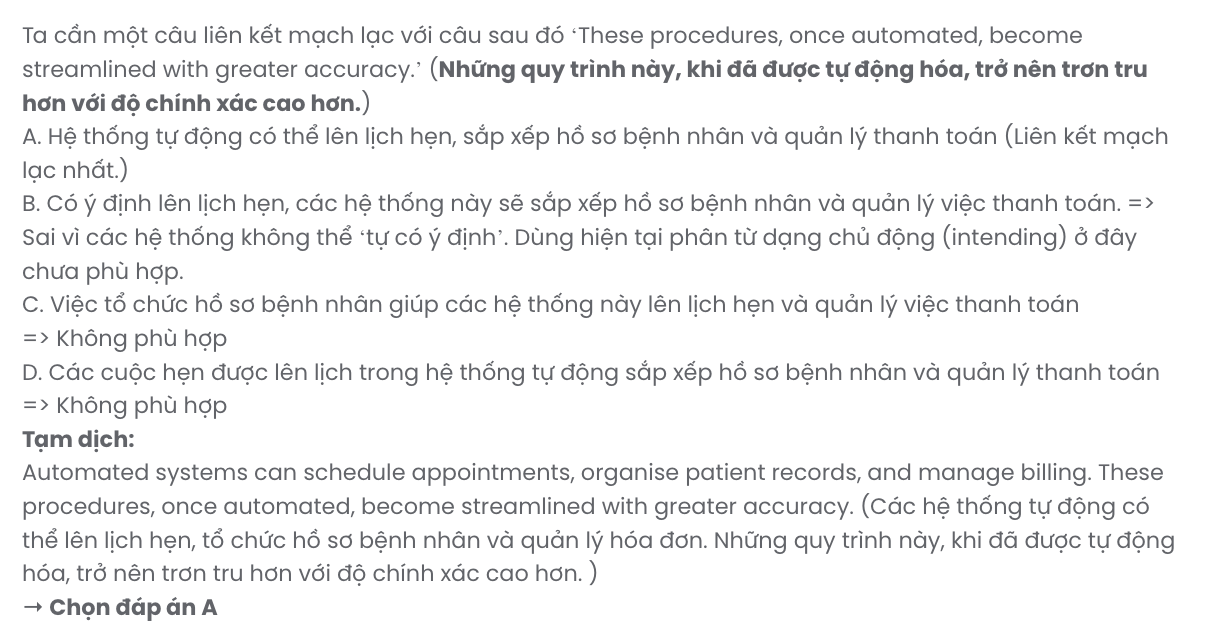 Ta cần một câu liên kết mạch lạc với câu sau đó ‘These procedures, once automated, become
streamlined with greater accuracy.’ (Những quy trình này, khi đã được tự động hóa, trở nên trơn tru
hơn với độ chính xác cao hơn.)
A. Hệ thống tự động có thể lên lịch hẹn, sắp xếp hồ sơ bệnh nhân và quản lý thanh toán (Liên kết mạch
lạc nhất.)
B. Có ý định lên lịch hẹn, các hệ thống này sẽ sắp xếp hồ sơ bệnh nhân và quản lý việc thanh toán. =>
Sai vì các hệ thống không thể ‘tự có ý định’. Dùng hiện tại phân từ dạng chủ động (intending) ở đây
chưa phù hợp.
C. Việc tổ chức hồ sơ bệnh nhân giúp các hệ thống này lên lịch hẹn và quản lý việc thanh toán
=> Không phù hợp
D. Các cuộc hẹn được lên lịch trong hệ thống tự động sắp xếp hồ sơ bệnh nhân và quản lý thanh toán
=> Không phù hợp
Tạm dịch:
Automated systems can schedule appointments, organise patient records, and manage billing. These
procedures, once automated, become streamlined with greater accuracy. (Các hệ thống tự động có
thể lên lịch hẹn, tổ chức hồ sơ bệnh nhân và quản lý hóa đơn. Những quy trình này, khi đã được tự động
hóa, trở nên trơn tru hơn với độ chính xác cao hơn. )
→ Chọn đáp án A